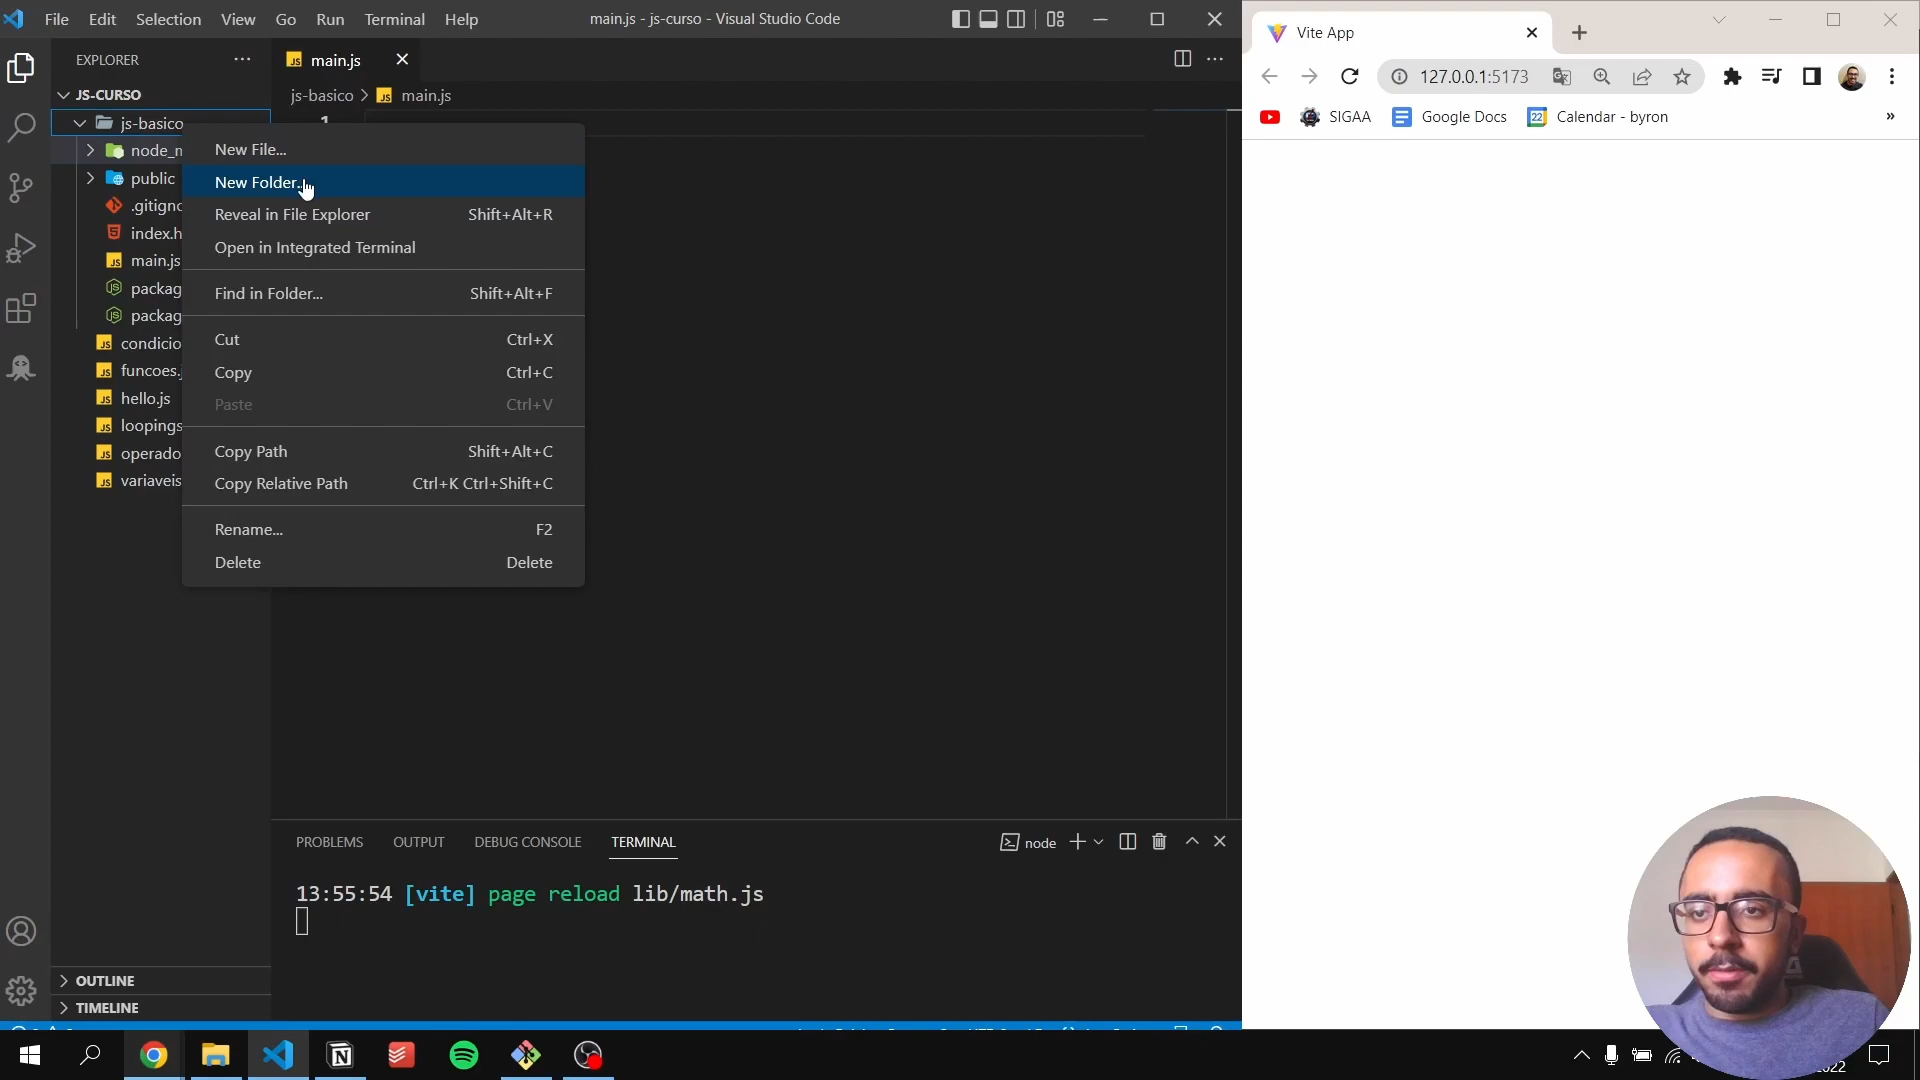 File Edit Selection View Go Run Terminal Help
main.js - js-curso - Visual Studio Code
EXPLORER
JS-CURSO
js-basico
node_m
public
.gitigno
index.h
main.js
packag
packag
condicio
funcoes.j
hello.js
loopings
operado
variaveis
OUTLINE
TIMELINE
main.js
js-basico > main.js
1
New File...
New Folder...
Reveal in File Explorer Shift+Alt+R
Open in Integrated Terminal
Find in Folder... Shift+Alt+F
Cut Ctrl+X
Copy Ctrl+C
Paste Ctrl+V
Copy Path Shift+Alt+C
Copy Relative Path Ctrl+K Ctrl+Shift+C
Rename... F2
Delete Delete
PROBLEMS OUTPUT DEBUG CONSOLE TERMINAL
node
13:55:54 [vite] page reload lib/math.js
Vite App
127.0.0.1:5173
SIGAA Google Docs 22 Calendar - byron